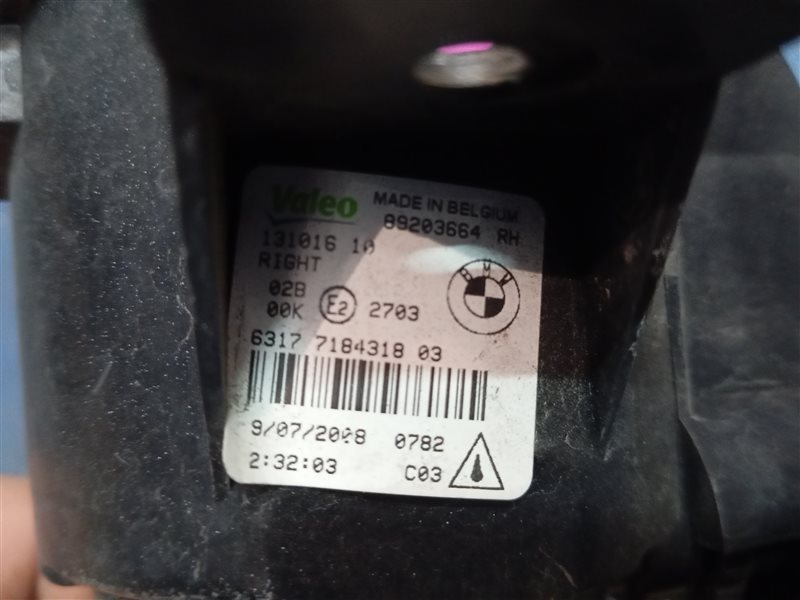 Valeo MADE IN BELGIUM
89203664 RH
131016 10
RIGHT
BMW
02B
00K E2 2703
6317 7184318 03
9/07/2008 0782
2:32:03 C03